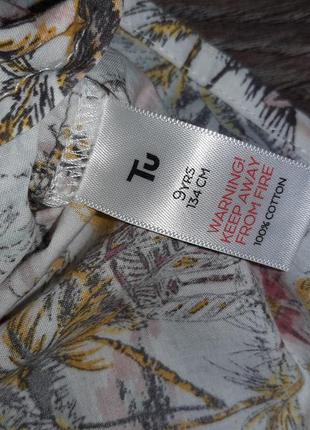 Tu
9YRS
134 CM
WARNING!
KEEP AWAY
FROM FIRE
100% COTTON